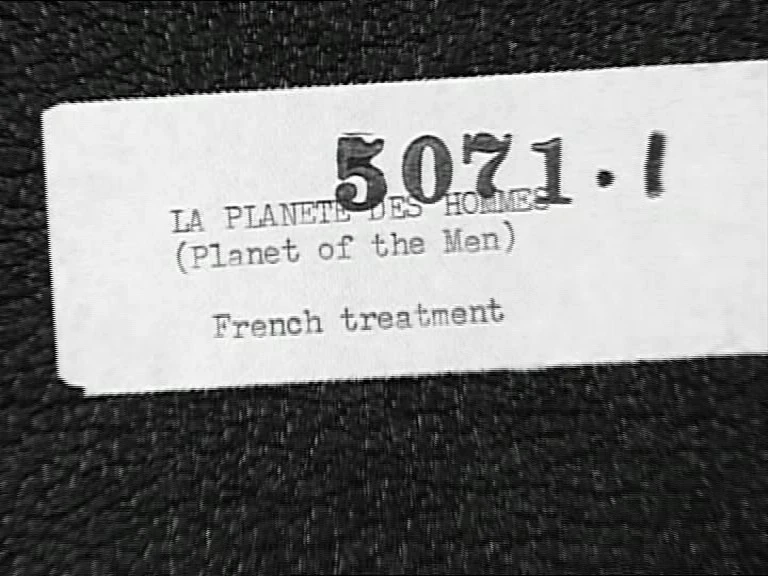 5071.1
LA PLANETE DES HOMMES
(Planet of the Men)
French treatment